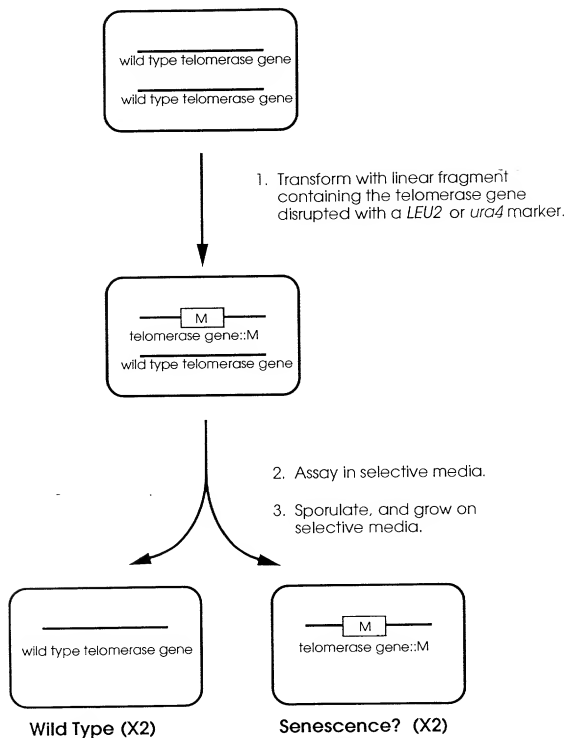 wild type telomerase gene
wild type telomerase gene
1. Transform with linear fragment
containing the telomerase gene
disrupted with a LEU2 or ura4 marker.
M
telomerase gene::M
wild type telomerase gene
2. Assay in selective media.
3. Sporulate, and grow on
selective media.
wild type telomerase gene
M
telomerase gene::M
Wild Type (X2)
Senescence? (X2)